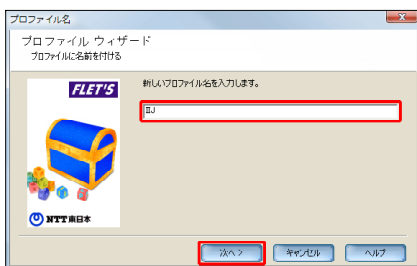 プロファイル名
プロファイル ウィザード
プロファイルに名前を付ける
FLET'S
新しいプロファイル名を入力します。
IIJ
NTT東日本
次へ >
キャンセル
ヘルプ